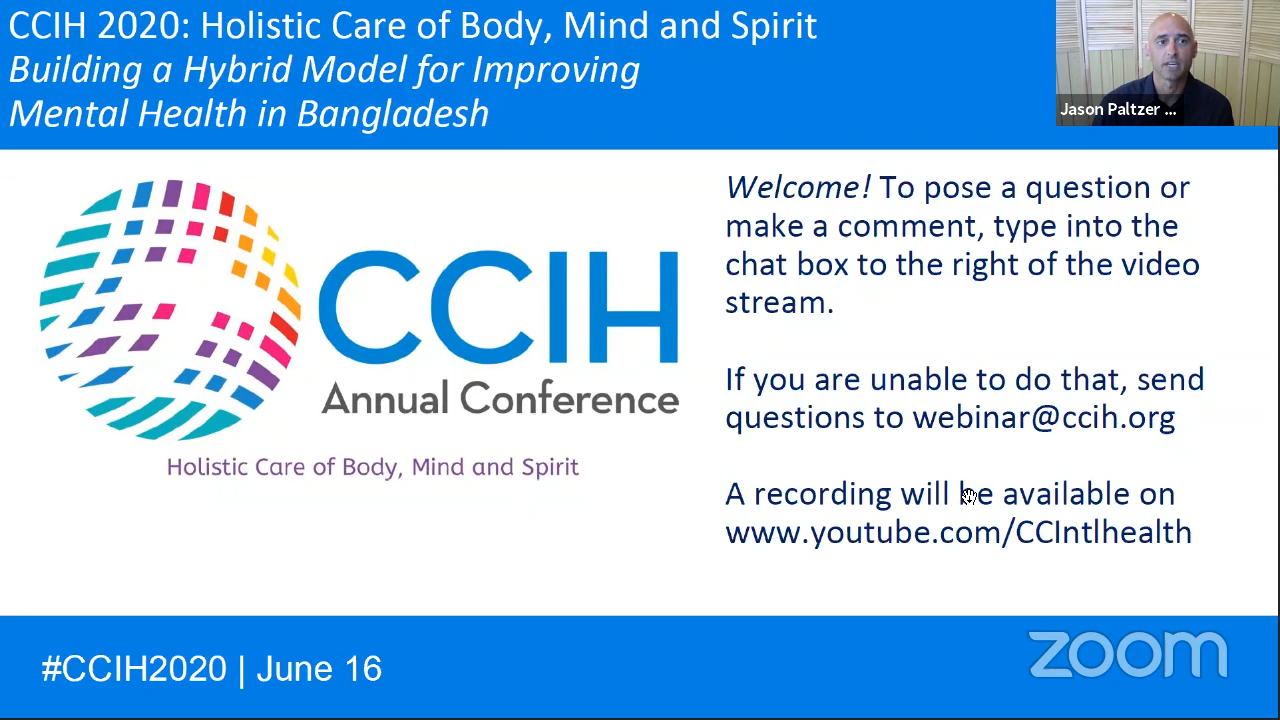 CCIH 2020: Holistic Care of Body, Mind and Spirit
Building a Hybrid Model for Improving
Mental Health in Bangladesh
Jason Paltzer ...
CCIH
Annual Conference
Holistic Care of Body, Mind and Spirit
Welcome! To pose a question or
make a comment, type into the
chat box to the right of the video
stream.
If you are unable to do that, send
questions to webinar@ccih.org
A recording will be available on
www.youtube.com/CCIntlhealth
#CCIH2020 | June 16
zoom